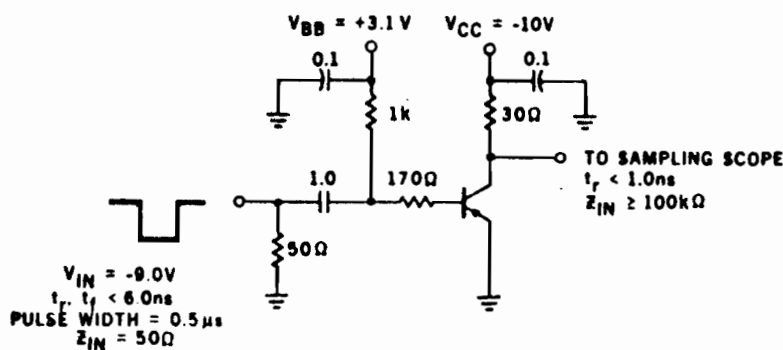 V_BB = +3.1 V
V_CC = -10V
0.1
0.1
1k
30Ω
TO SAMPLING SCOPE
t_r < 1.0ns
Z_IN ≥ 100kΩ
1.0
170Ω
50Ω
V_IN = -9.0V
t_r, t_f < 6.0ns
PULSE WIDTH = 0.5μs
Z_IN = 50Ω